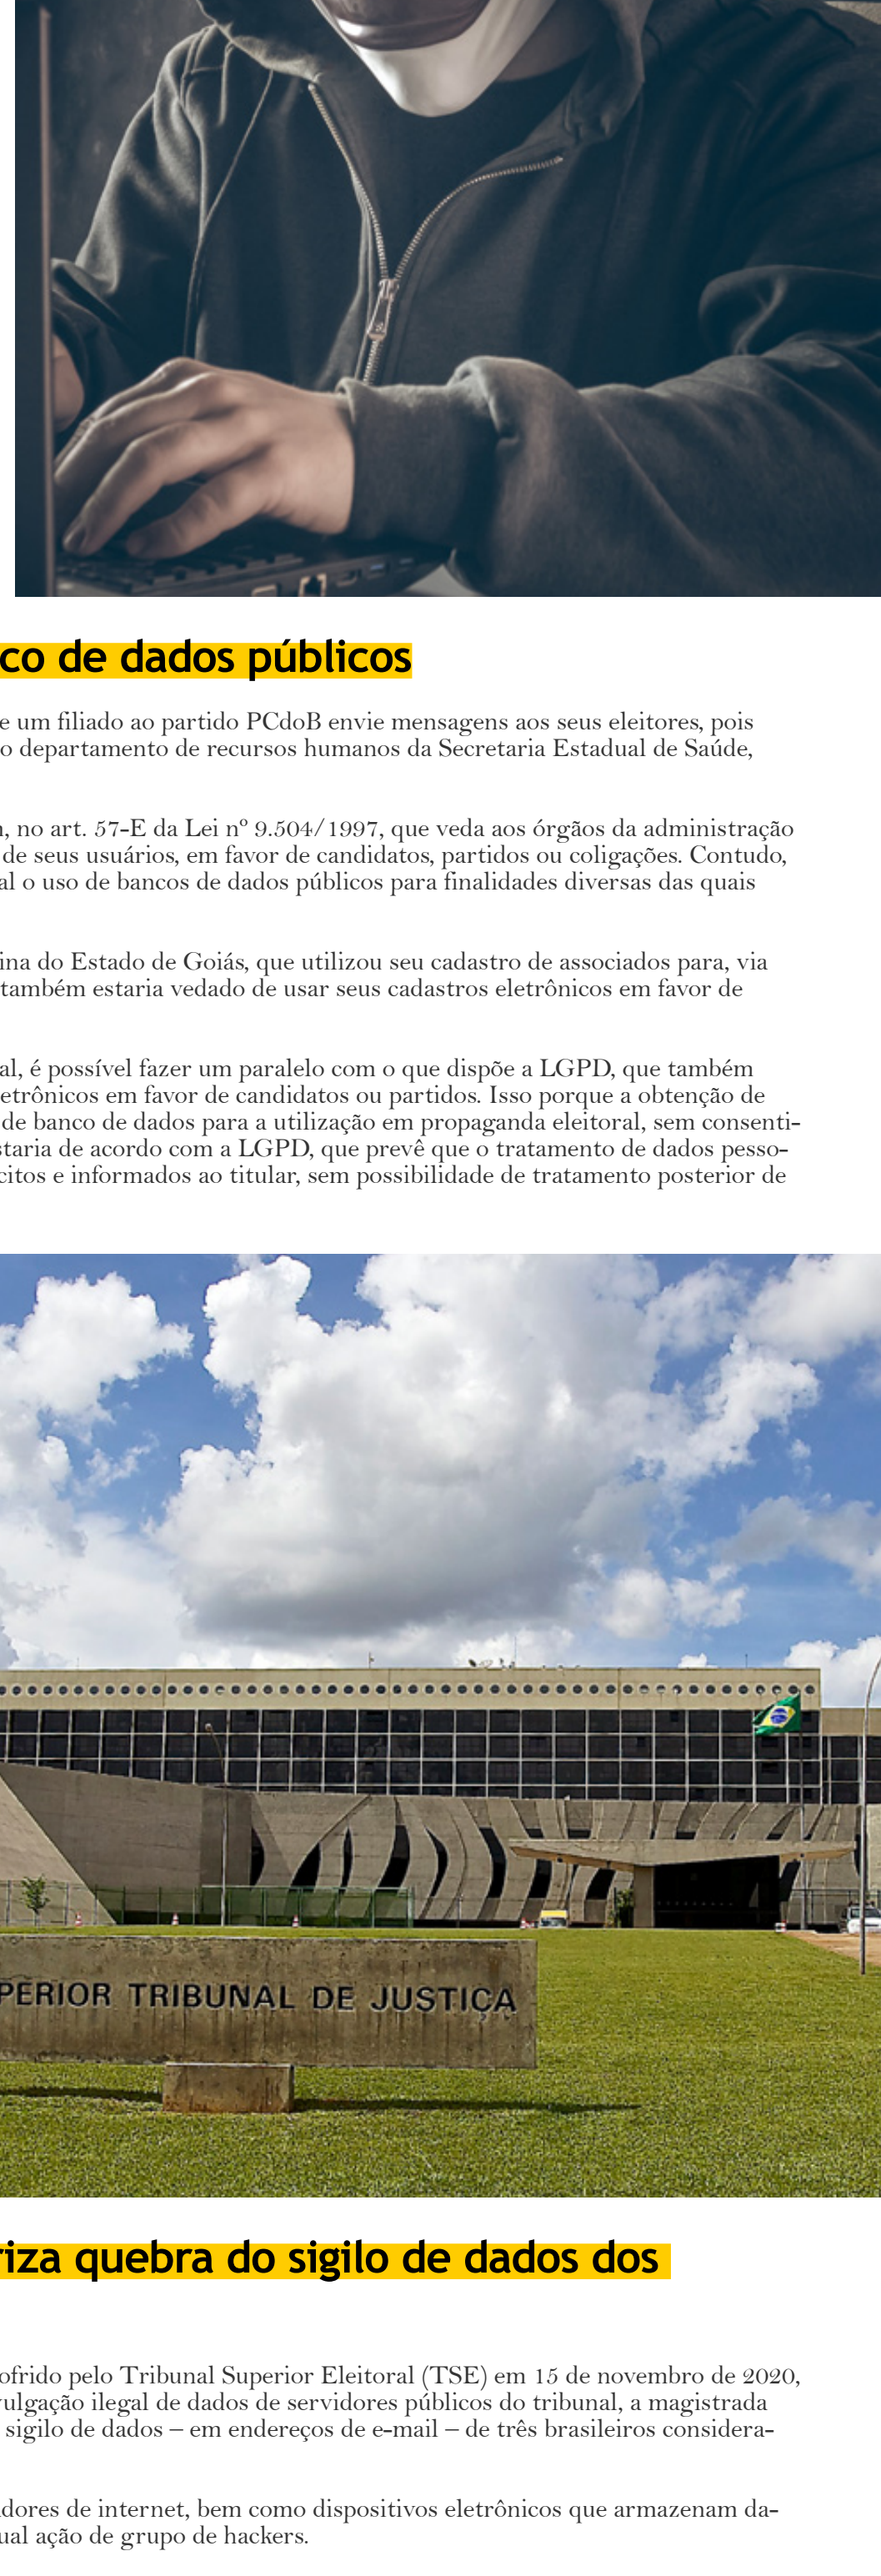 co de dados públicos
e um filiado ao partido PCdoB envie mensagens aos seus eleitores, pois
o departamento de recursos humanos da Secretaria Estadual de Saúde,
, no art. 57-E da Lei nº 9.504/1997, que veda aos órgãos da administração
de seus usuários, em favor de candidatos, partidos ou coligações. Contudo,
al o uso de bancos de dados públicos para finalidades diversas das quais
ina do Estado de Goiás, que utilizou seu cadastro de associados para, via
também estaria vedado de usar seus cadastros eletrônicos em favor de
al, é possível fazer um paralelo com o que dispõe a LGPD, que também
etrônicos em favor de candidatos ou partidos. Isso porque a obtenção de
de banco de dados para a utilização em propaganda eleitoral, sem consenti-
staria de acordo com a LGPD, que prevê que o tratamento de dados pesso-
citos e informados ao titular, sem possibilidade de tratamento posterior de
PERIOR TRIBUNAL DE JUSTIÇA
riza quebra do sigilo de dados dos
ofrido pelo Tribunal Superior Eleitoral (TSE) em 15 de novembro de 2020,
vulgação ilegal de dados de servidores públicos do tribunal, a magistrada
sigilo de dados – em endereços de e-mail – de três brasileiros considera-
dores de internet, bem como dispositivos eletrônicos que armazenam da-
ual ação de grupo de hackers.